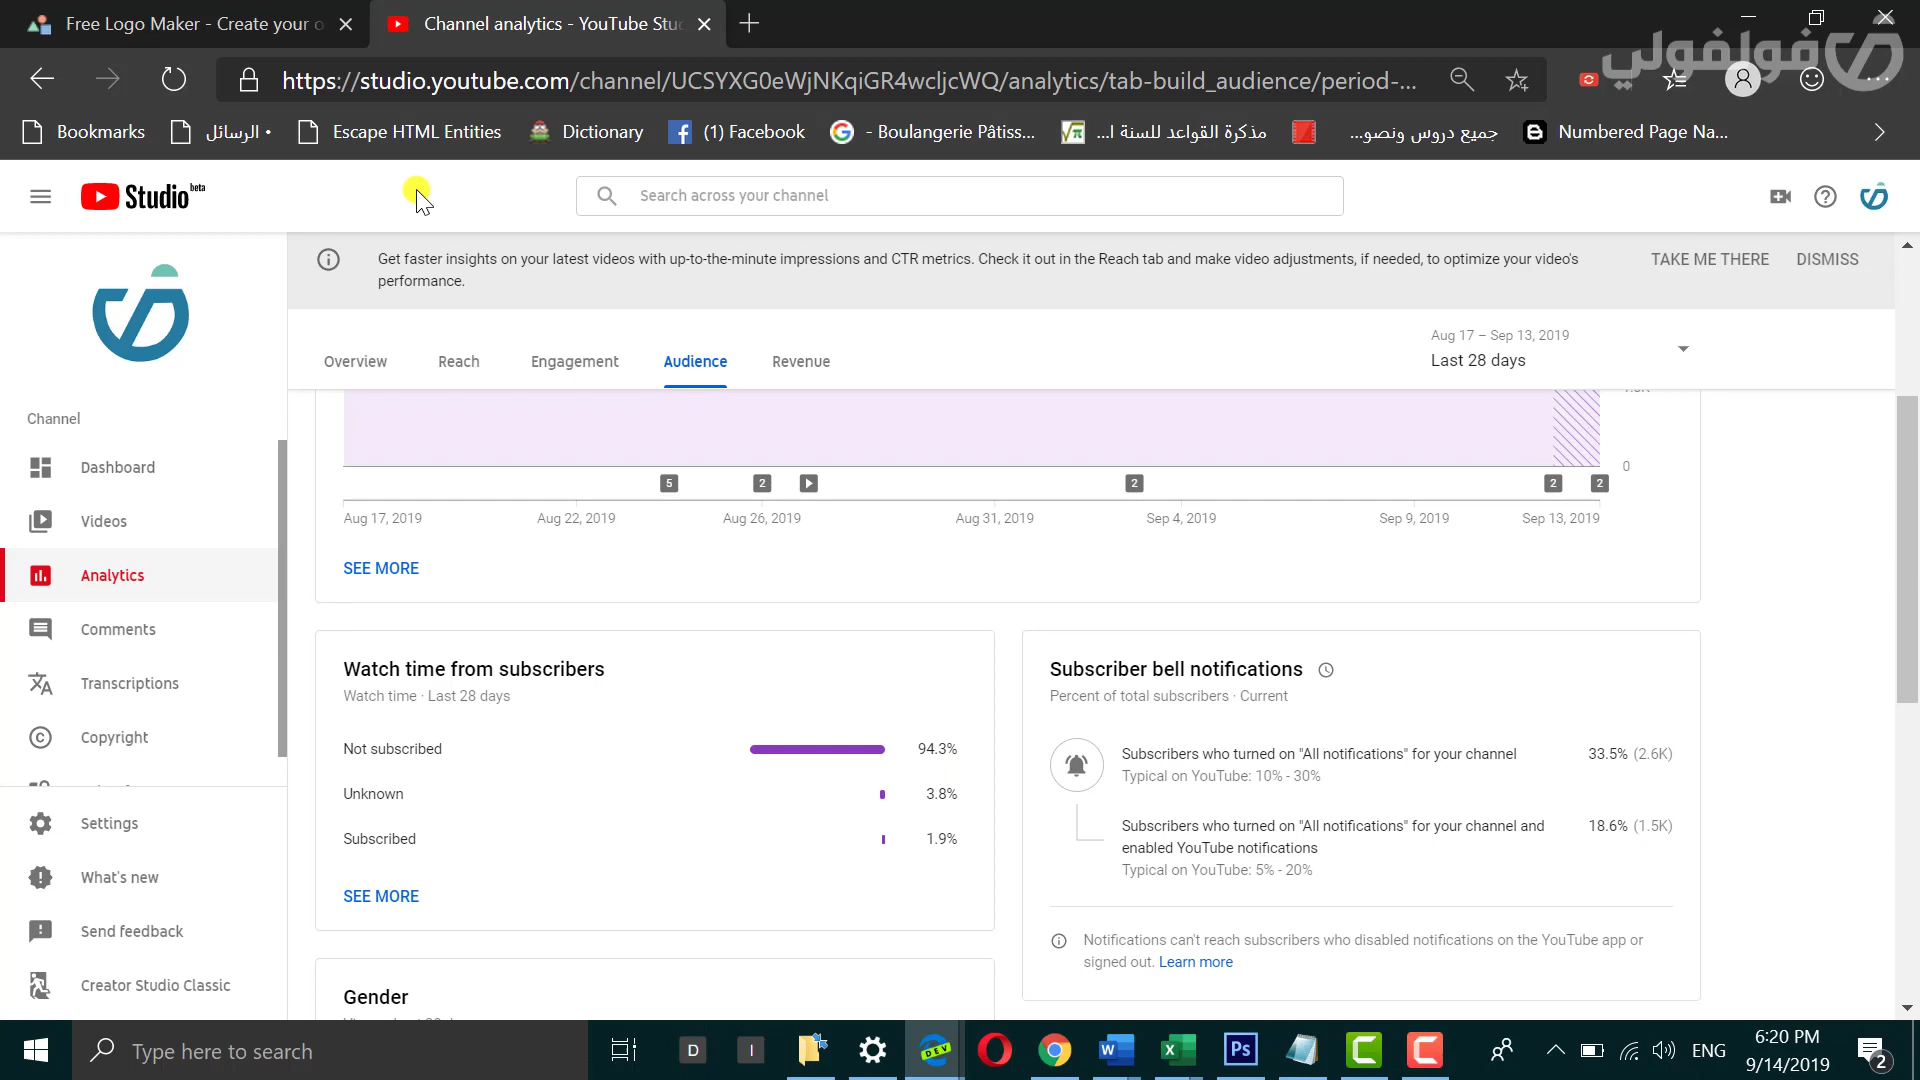 Free Logo Maker - Create your o
Channel analytics - YouTube Stu
فولفولي
https://studio.youtube.com/channel/UCSYXG0eWjNKqiGR4wcljcWQ/analytics/tab-build_audience/period-...
Bookmarks
الرسائل •
Escape HTML Entities
Dictionary
(1) Facebook
- Boulangerie Pâtiss...
مذكرة القواعد للسنة ا...
جميع دروس ونصو...
Numbered Page Na...
Studio beta
Search across your channel
Get faster insights on your latest videos with up-to-the-minute impressions and CTR metrics. Check it out in the Reach tab and make video adjustments, if needed, to optimize your video's
performance.
TAKE ME THERE
DISMISS
Overview
Reach
Engagement
Audience
Revenue
Aug 17 – Sep 13, 2019
Last 28 days
Channel
Dashboard
Videos
Analytics
Comments
Transcriptions
Copyright
Settings
What's new
Send feedback
Creator Studio Classic
0
5 2 2 2 2
Aug 17, 2019 Aug 22, 2019 Aug 26, 2019 Aug 31, 2019 Sep 4, 2019 Sep 9, 2019 Sep 13, 2019
SEE MORE
Watch time from subscribers
Watch time · Last 28 days
Not subscribed 94.3%
Unknown 3.8%
Subscribed 1.9%
SEE MORE
Gender
Subscriber bell notifications
Percent of total subscribers · Current
Subscribers who turned on "All notifications" for your channel 33.5% (2.6K)
Typical on YouTube: 10% - 30%
Subscribers who turned on "All notifications" for your channel and 18.6% (1.5K)
enabled YouTube notifications
Typical on YouTube: 5% - 20%
Notifications can't reach subscribers who disabled notifications on the YouTube app or
signed out. Learn more
Type here to search
D
I
DEV
W
X
Ps
C
C
ENG
6:20 PM
9/14/2019
2